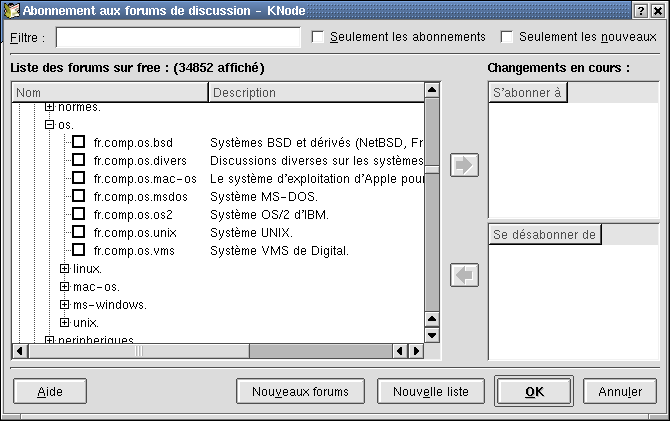 Abonnement aux forums de discussion - KNode
Filtre :
Seulement les abonnements
Seulement les nouveaux
Liste des forums sur free : (34852 affiché)
Changements en cours :
Nom
Description
S'abonner à
normes.
os.
fr.comp.os.bsd Systèmes BSD et dérivés (NetBSD, Fr
fr.comp.os.divers Discussions diverses sur les systèmes
fr.comp.os.mac-os Le système d'exploitation d'Apple pour
fr.comp.os.msdos Système MS-DOS.
fr.comp.os.os2 Système OS/2 d'IBM.
fr.comp.os.unix Système UNIX.
fr.comp.os.vms Système VMS de Digital.
Se désabonner de
linux.
mac-os.
ms-windows.
unix.
peripheriques
Aide
Nouveaux forums
Nouvelle liste
OK
Annuler